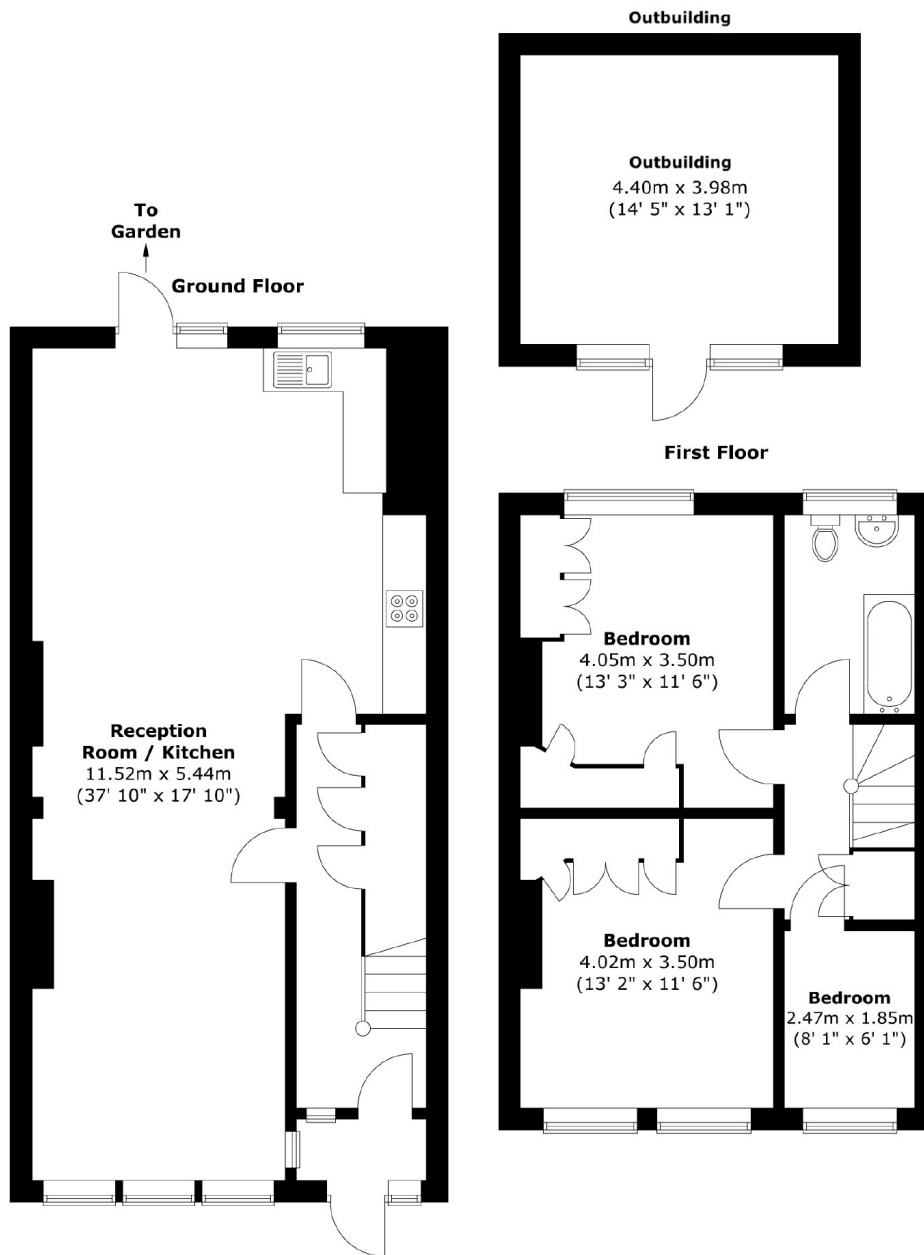 Outbuilding
Outbuilding
4.40m x 3.98m
(14' 5" x 13' 1")
To
Garden
Ground Floor
Reception
Room / Kitchen
11.52m x 5.44m
(37' 10" x 17' 10")
First Floor
Bedroom
4.05m x 3.50m
(13' 3" x 11' 6")
Bedroom
4.02m x 3.50m
(13' 2" x 11' 6")
Bedroom
2.47m x 1.85m
(8' 1" x 6' 1")